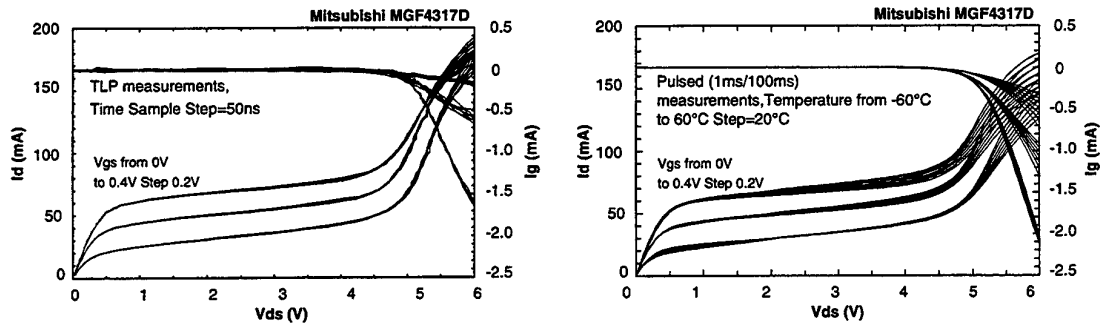 Mitsubishi MGF4317D
200
150
100
50
0
Id (mA)
TLP measurements,
Time Sample Step=50ns
Vgs from 0V
to 0.4V Step 0.2V
0.5
0
-0.5
-1.0
-1.5
-2.0
-2.5
Ig (mA)
0 1 2 3 4 5 6
Vds (V)
Mitsubishi MGF4317D
200
150
100
50
0
Id (mA)
Pulsed (1ms/100ms)
measurements,Temperature from -60°C
to 60°C Step=20°C
Vgs from 0V
to 0.4V Step 0.2V
0.5
0
-0.5
-1.0
-1.5
-2.0
-2.5
Ig (mA)
0 1 2 3 4 5 6
Vds (V)